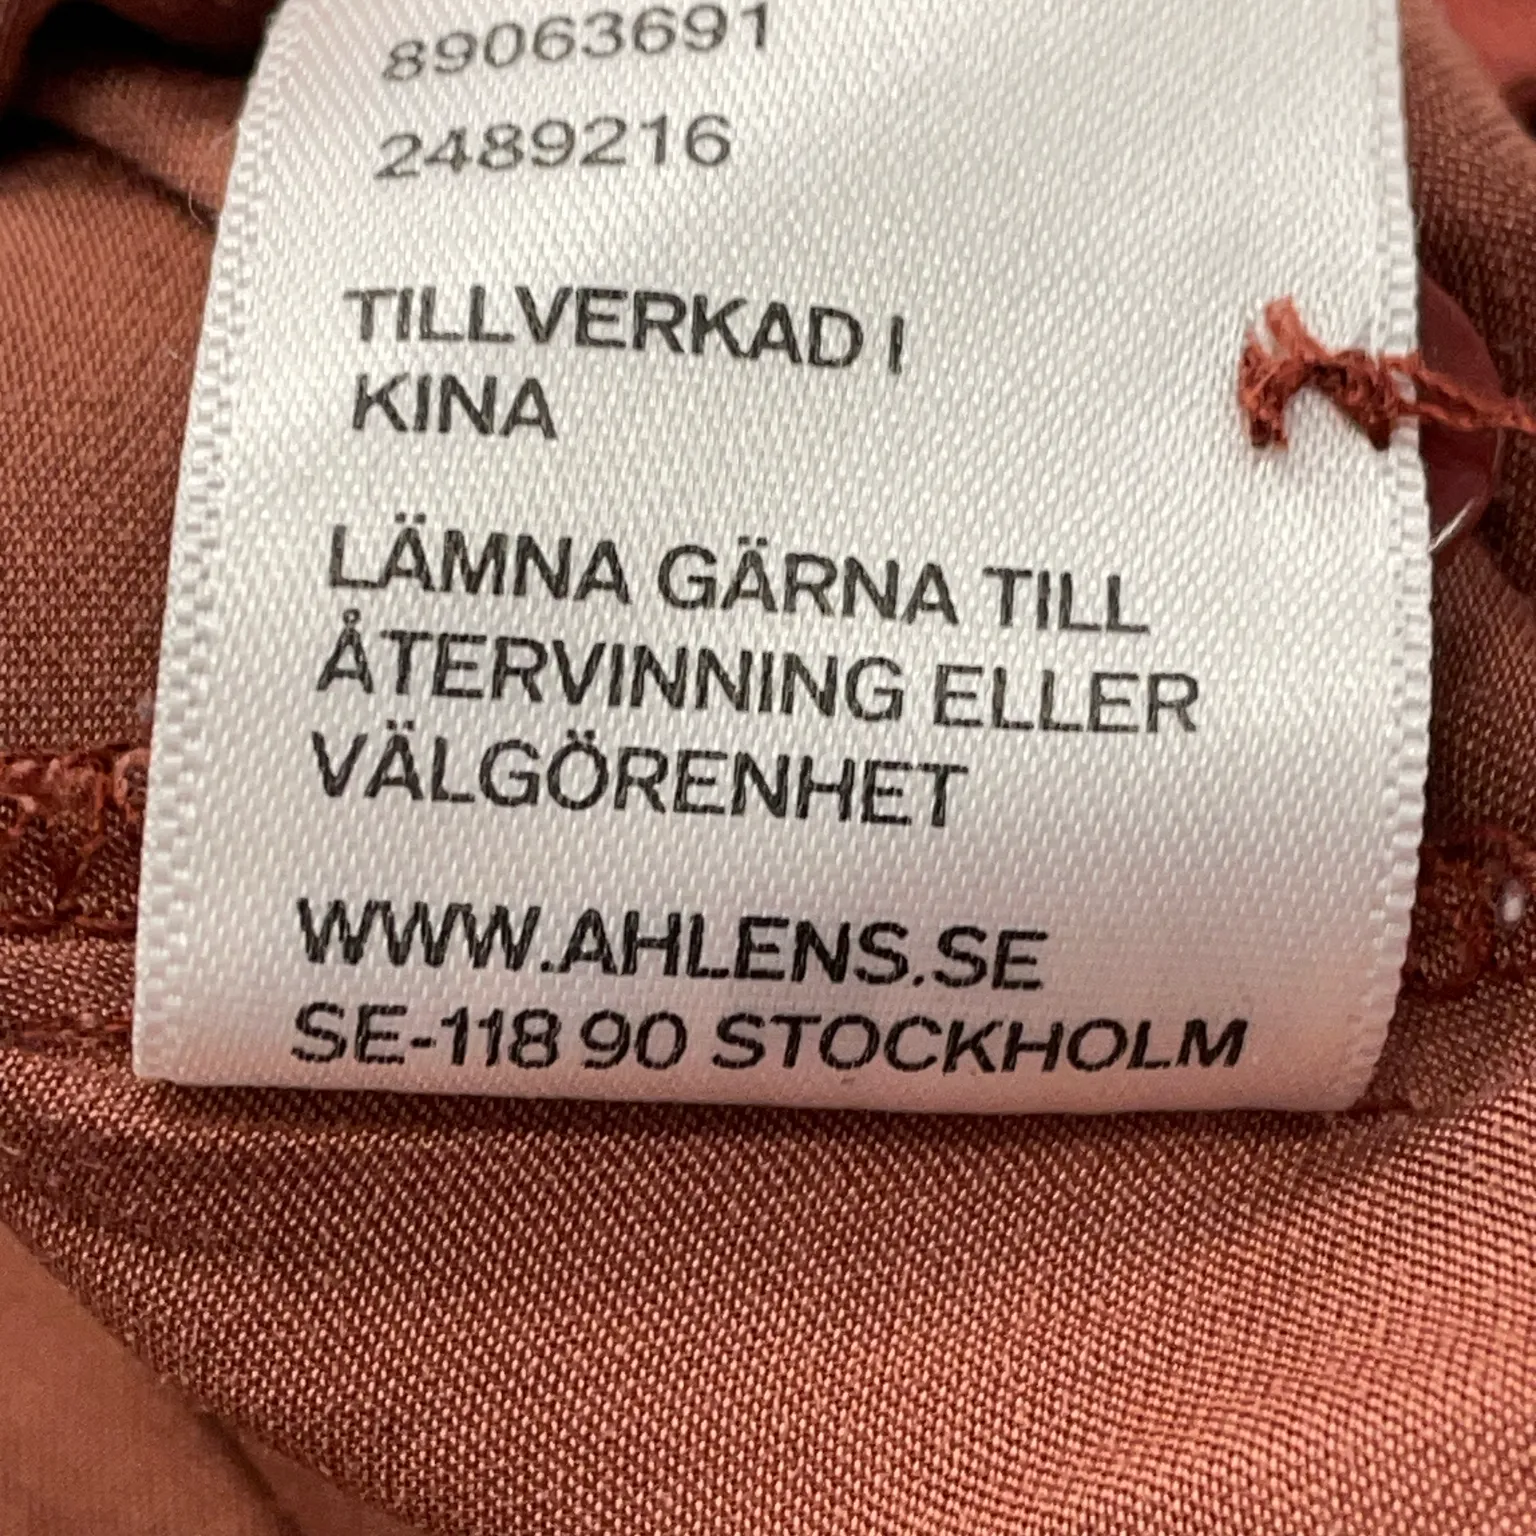 89063691
2489216
TILLVERKAD I
KINA
LÄMNA GÄRNA TILL
ÅTERVINNING ELLER
VÄLGÖRENHET
WWW.AHLENS.SE
SE-118 90 STOCKHOLM